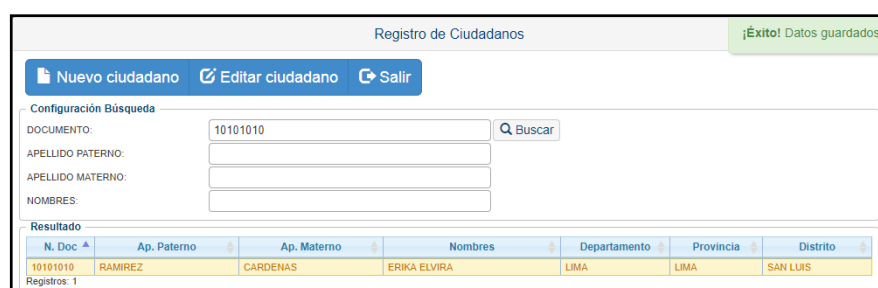 Registro de Ciudadanos
¡Éxito! Datos guardados
Nuevo ciudadano Editar ciudadano Salir
Configuración Búsqueda
DOCUMENTO: 10101010 Buscar
APELLIDO PATERNO:
APELLIDO MATERNO:
NOMBRES:
Resultado
N. Doc Ap. Paterno Ap. Materno Nombres Departamento Provincia Distrito
10101010 RAMIREZ CARDENAS ERIKA ELVIRA LIMA LIMA SAN LUIS
Registros: 1